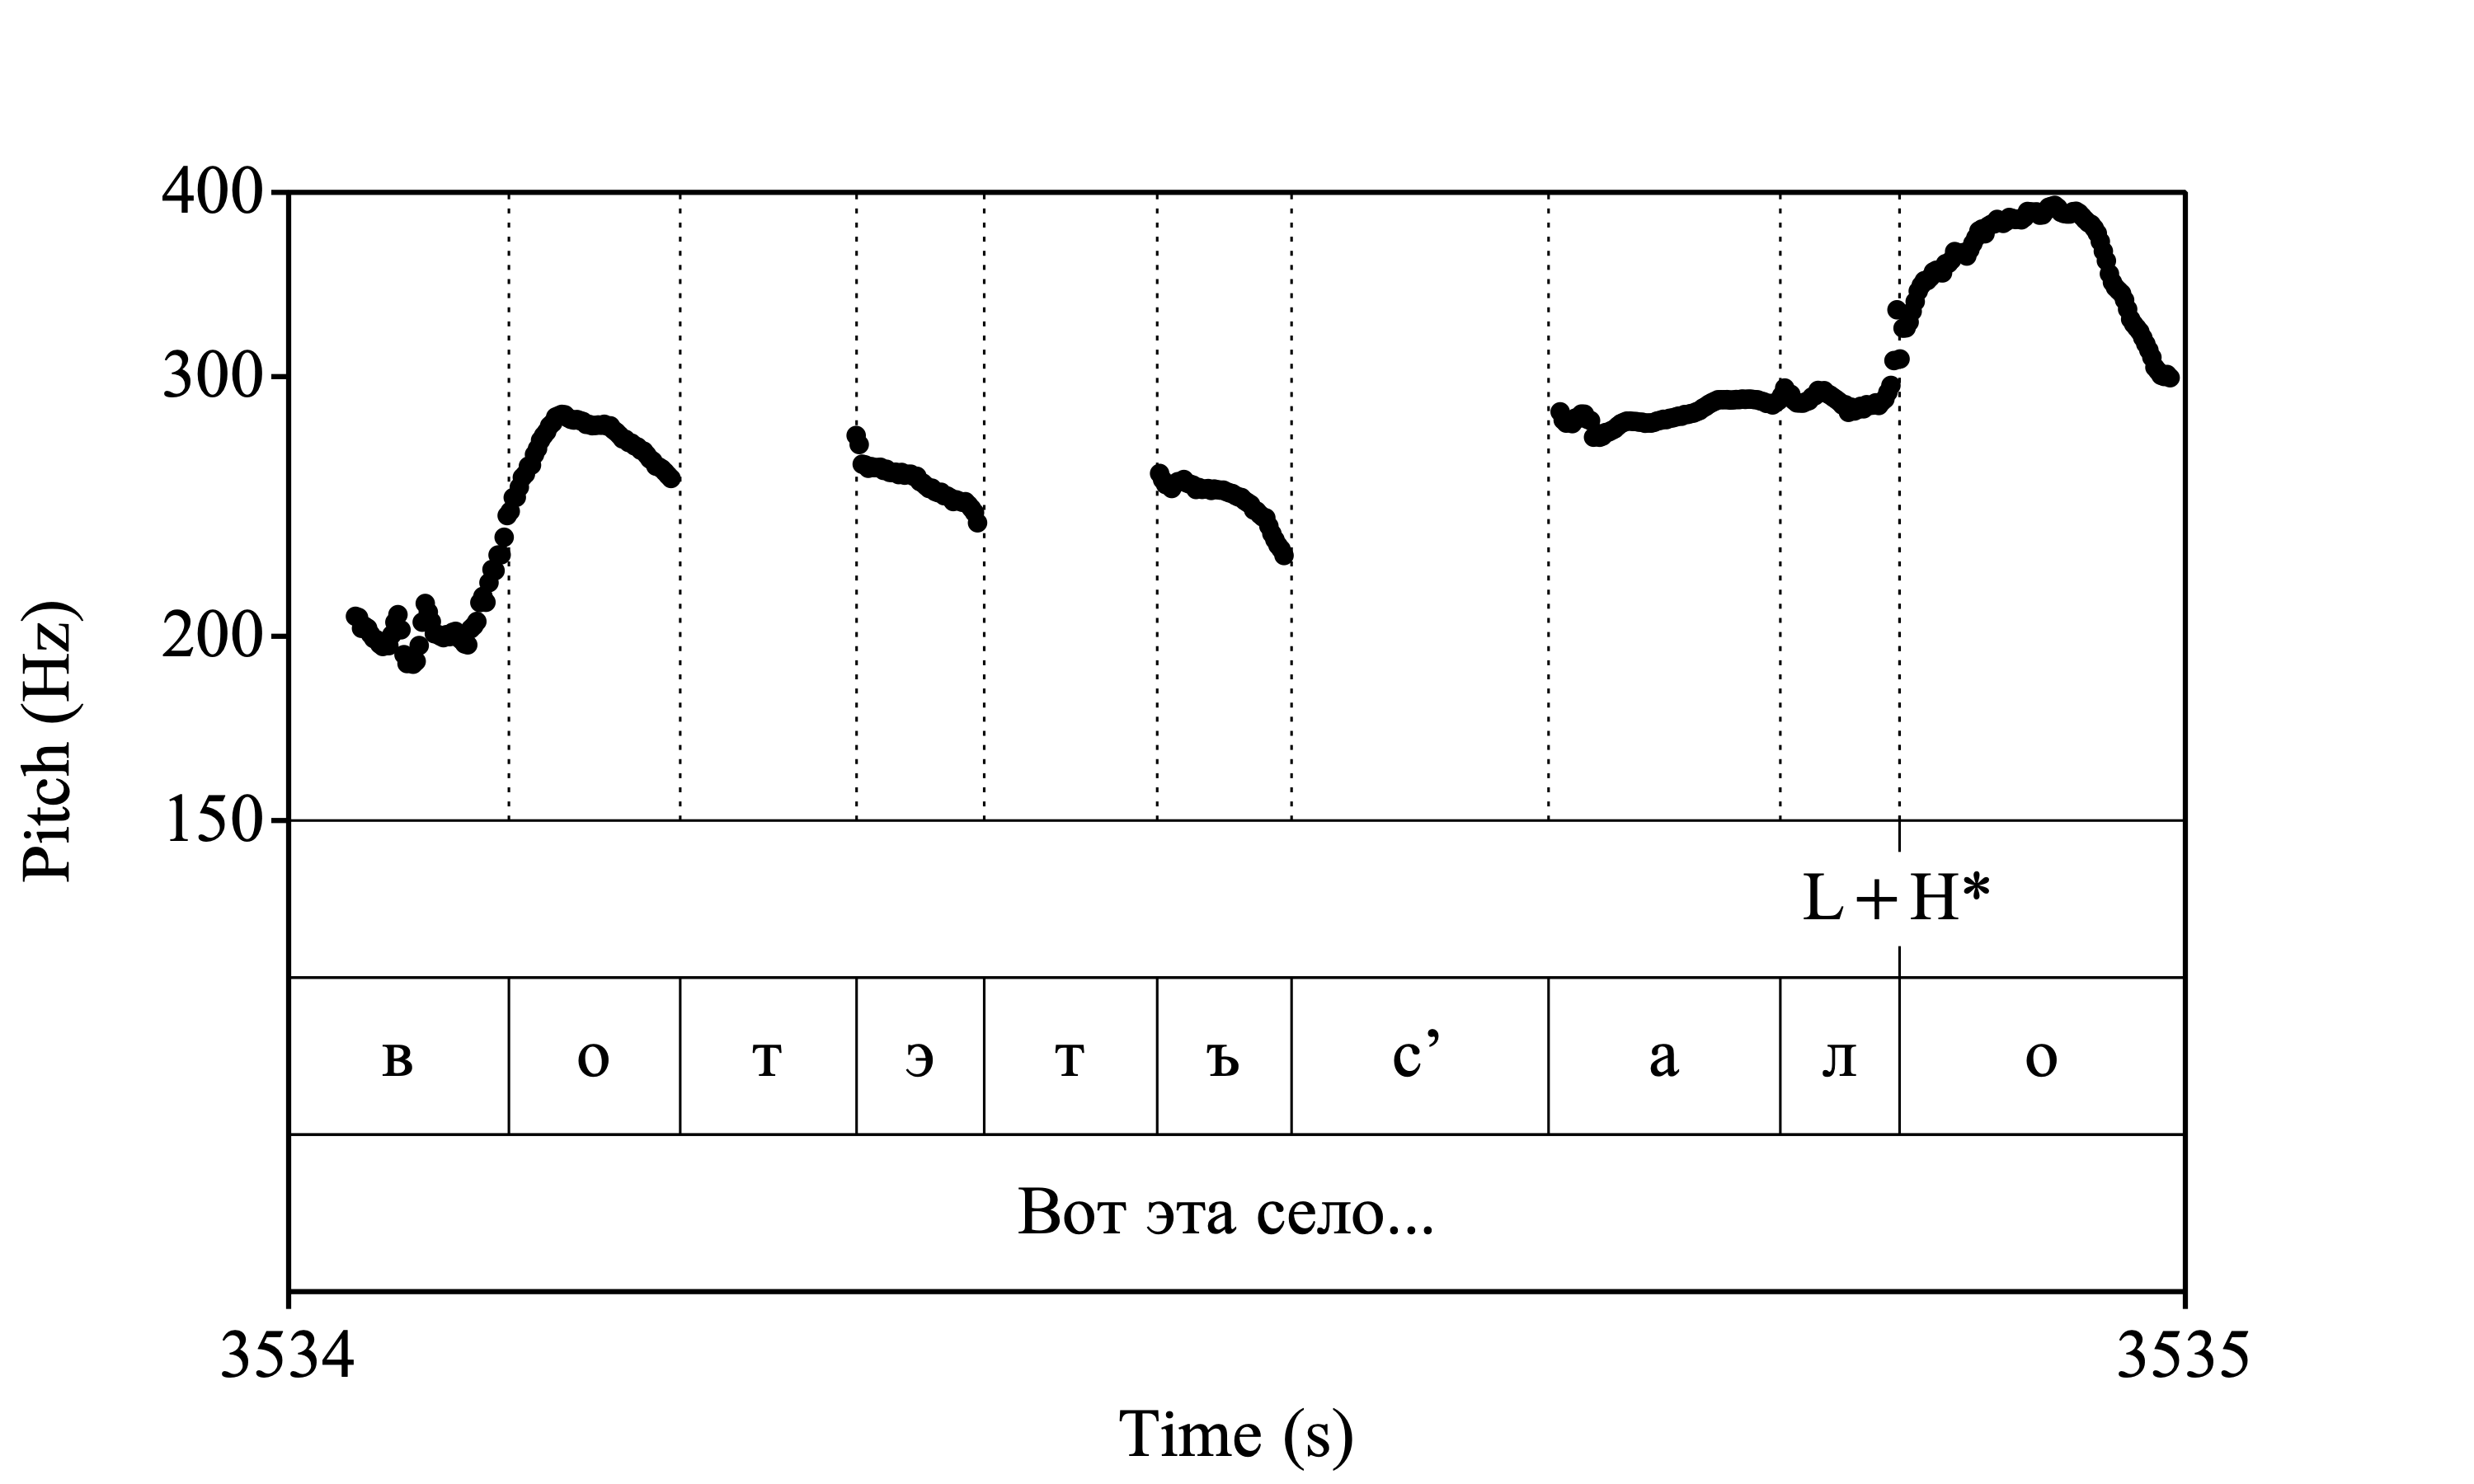 400
300
200
150
Pitch (Hz)
L+H*
в о т э т ъ с’ а л о
Вот эта село...
3534 3535
Time (s)